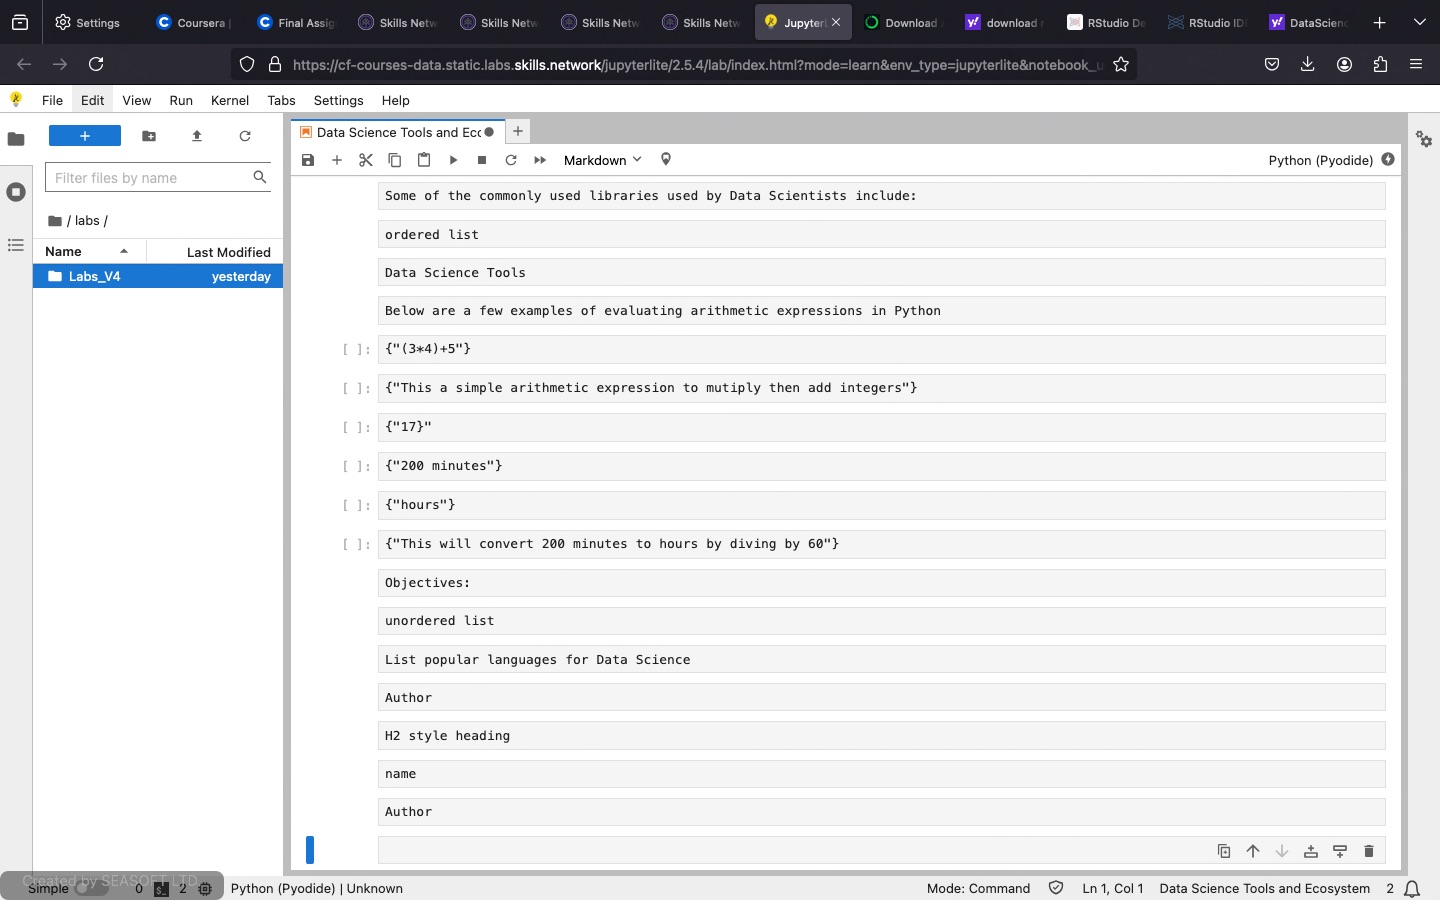 Settings
Coursera |
Final Assig
Skills Netw
Skills Netw
Skills Netw
Skills Netw
Jupyter
Download
download r
RStudio De
RStudio IDE
DataScienc
https://cf-courses-data.static.labs.skills.network/jupyterlite/2.5.4/lab/index.html?mode=learn&env_type=jupyterlite&notebook_u
File Edit View Run Kernel Tabs Settings Help
Data Science Tools and Ecc
Markdown
Python (Pyodide)
Filter files by name
/ labs /
Name Last Modified
Labs_V4 yesterday
Some of the commonly used libraries used by Data Scientists include:
ordered list
Data Science Tools
Below are a few examples of evaluating arithmetic expressions in Python
[ ]: {"(3*4)+5"}
[ ]: {"This a simple arithmetic expression to mutiply then add integers"}
[ ]: {"17}"
[ ]: {"200 minutes"}
[ ]: {"hours"}
[ ]: {"This will convert 200 minutes to hours by diving by 60"}
Objectives:
unordered list
List popular languages for Data Science
Author
H2 style heading
name
Author
Created by SEASOFT LTD
Simple 0 2 Python (Pyodide) | Unknown
Mode: Command Ln 1, Col 1 Data Science Tools and Ecosystem 2